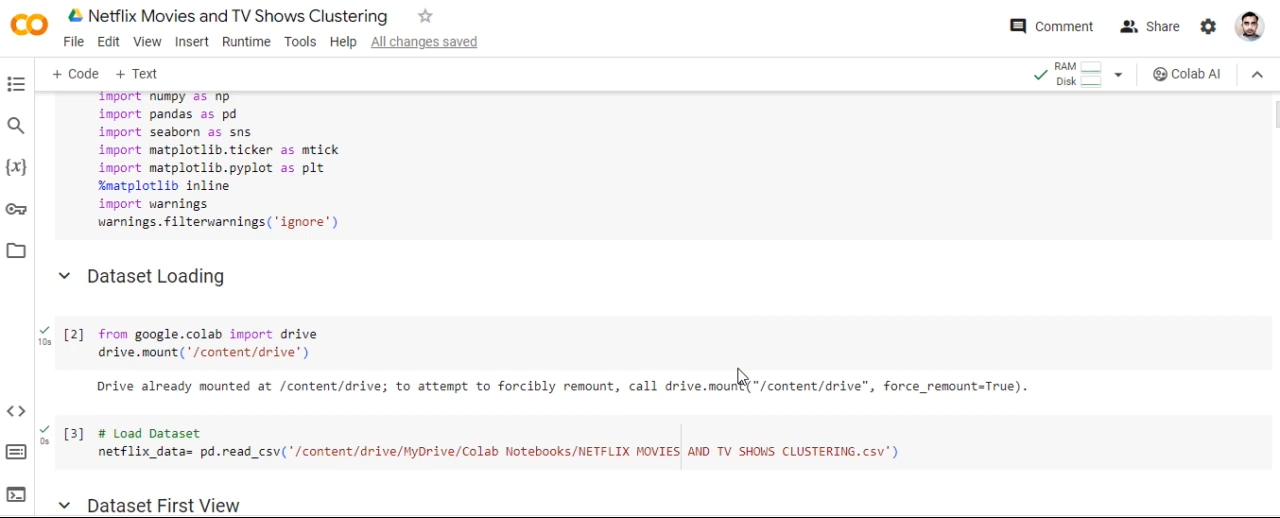 Netflix Movies and TV Shows Clustering
Comment
Share
File Edit View Insert Runtime Tools Help All changes saved
+ Code + Text
RAM
Disk
Colab AI
import numpy as np
import pandas as pd
import seaborn as sns
import matplotlib.ticker as mtick
import matplotlib.pyplot as plt
%matplotlib inline
import warnings
warnings.filterwarnings('ignore')
Dataset Loading
[2] from google.colab import drive
10s
drive.mount('/content/drive')
Drive already mounted at /content/drive; to attempt to forcibly remount, call drive.mount("/content/drive", force_remount=True).
[3] # Load Dataset
0s
netflix_data= pd.read_csv('/content/drive/MyDrive/Colab Notebooks/NETFLIX MOVIES AND TV SHOWS CLUSTERING.csv')
Dataset First View